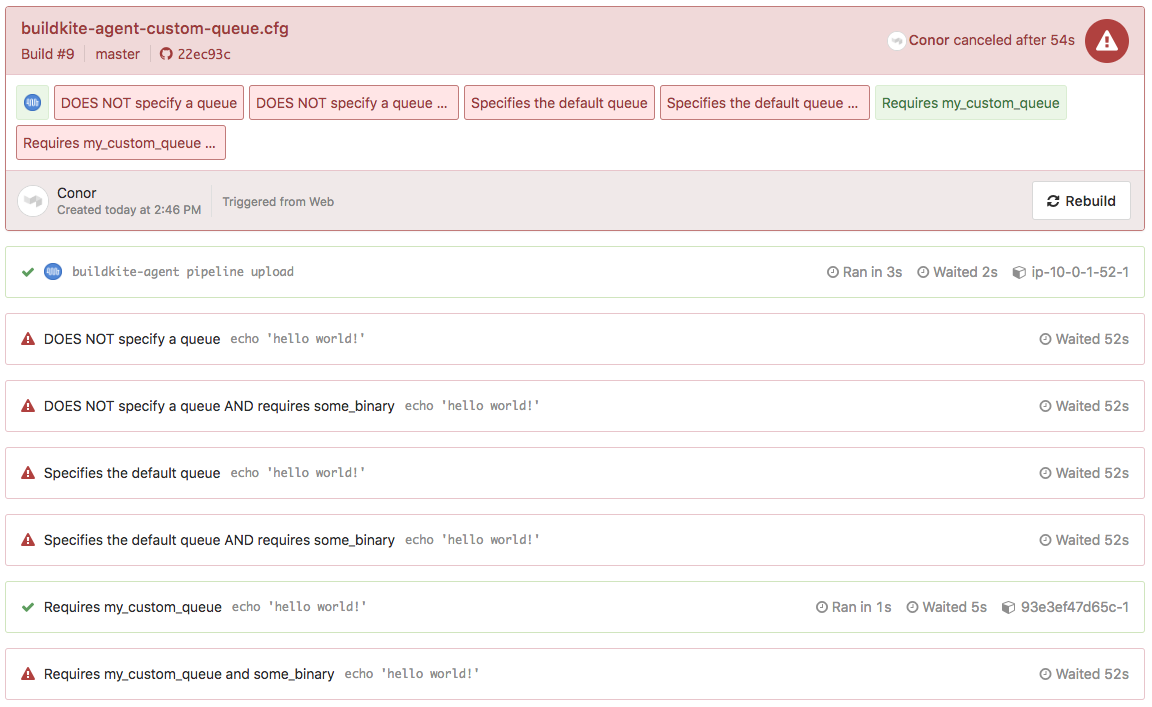 buildkite-agent-custom-queue.cfg
Build #9 master 22ec93c
Conor canceled after 54s
DOES NOT specify a queue DOES NOT specify a queue ... Specifies the default queue Specifies the default queue ... Requires my_custom_queue
Requires my_custom_queue ...
Conor
Created today at 2:46 PM
Triggered from Web
Rebuild
buildkite-agent pipeline upload Ran in 3s Waited 2s ip-10-0-1-52-1
DOES NOT specify a queue echo 'hello world!' Waited 52s
DOES NOT specify a queue AND requires some_binary echo 'hello world!' Waited 52s
Specifies the default queue echo 'hello world!' Waited 52s
Specifies the default queue AND requires some_binary echo 'hello world!' Waited 52s
Requires my_custom_queue echo 'hello world!' Ran in 1s Waited 5s 93e3ef47d65c-1
Requires my_custom_queue and some_binary echo 'hello world!' Waited 52s